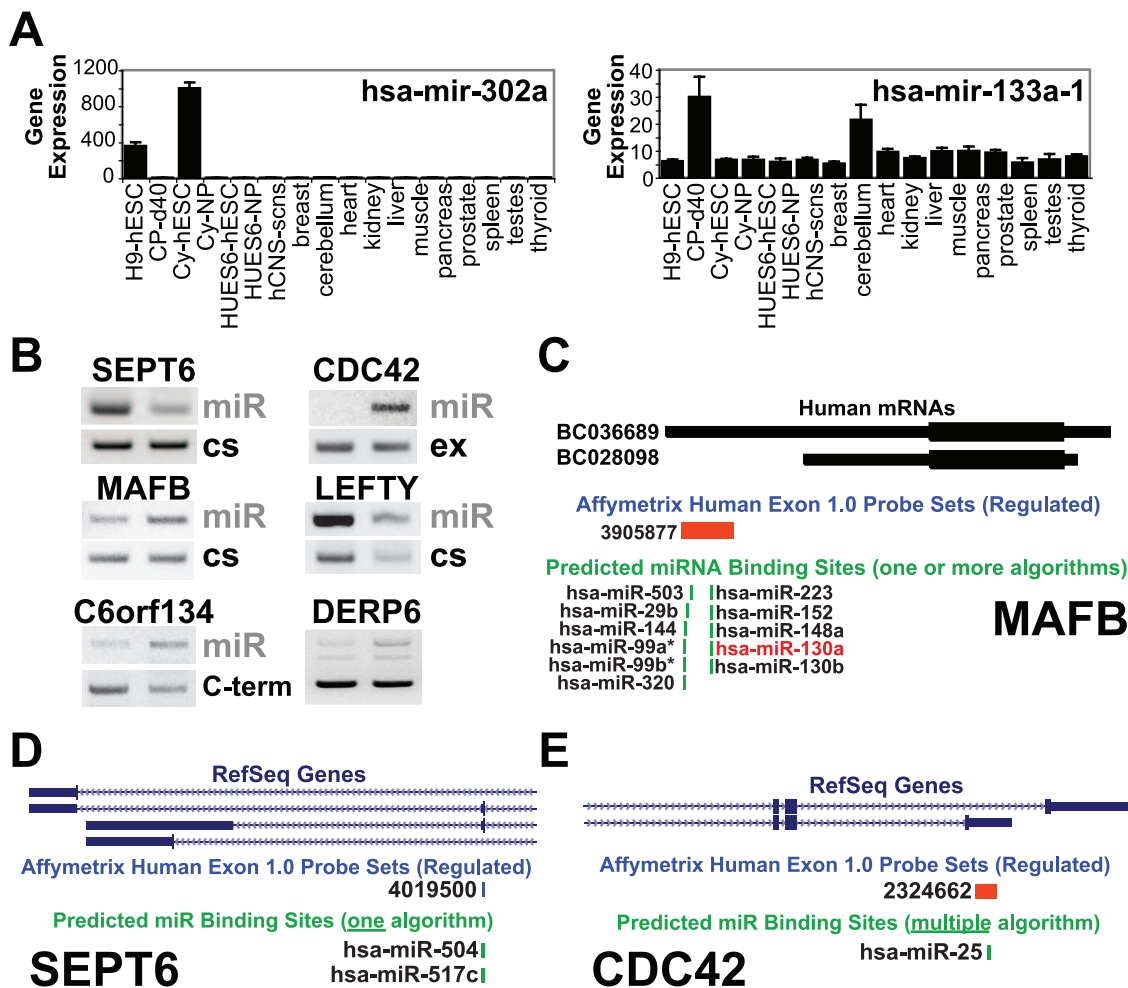 A
Gene Expression
1200
800
400
0
hsa-mir-302a
H9-hESC
CP-d40
Cy-hESC
Cy-NP
HUES6-hESC
HUES6-NP
hCNS-scns
breast
cerebellum
heart
kidney
liver
muscle
pancreas
prostate
spleen
testes
thyroid
Gene Expression
40
30
20
10
0
hsa-mir-133a-1
H9-hESC
CP-d40
Cy-hESC
Cy-NP
HUES6-hESC
HUES6-NP
hCNS-scns
breast
cerebellum
heart
kidney
liver
muscle
pancreas
prostate
spleen
testes
thyroid
B
SEPT6
miR
cs
CDC42
miR
ex
MAFB
miR
cs
LEFTY
miR
cs
C6orf134
miR
C-term
DERP6
C
Human mRNAs
BC036689
BC028098
Affymetrix Human Exon 1.0 Probe Sets (Regulated)
3905877
Predicted miRNA Binding Sites (one or more algorithms)
hsa-miR-503
hsa-miR-29b
hsa-miR-144
hsa-miR-99a*
hsa-miR-99b*
hsa-miR-320
hsa-miR-223
hsa-miR-152
hsa-miR-148a
hsa-miR-130a
hsa-miR-130b
MAFB
D
RefSeq Genes
Affymetrix Human Exon 1.0 Probe Sets (Regulated)
4019500
Predicted miR Binding Sites (one algorithm)
hsa-miR-504
hsa-miR-517c
SEPT6
E
RefSeq Genes
Affymetrix Human Exon 1.0 Probe Sets (Regulated)
2324662
Predicted miR Binding Sites (multiple algorithm)
hsa-miR-25
CDC42